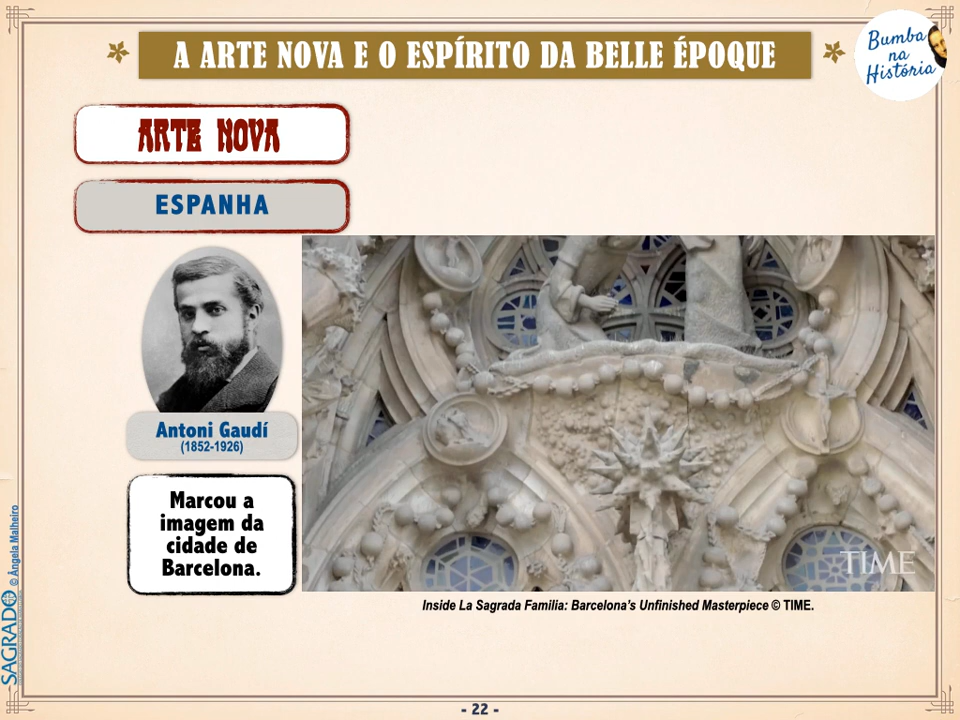 A ARTE NOVA E O ESPÍRITO DA BELLE ÉPOQUE
Bumba
na
História
ARTE NOVA
ESPANHA
Antoni Gaudí
(1852-1926)
Marcou a
imagem da
cidade de
Barcelona.
TIME
Inside La Sagrada Familia: Barcelona's Unfinished Masterpiece © TIME.
SAGRADO
© Ângela Malheiro
- 22 -